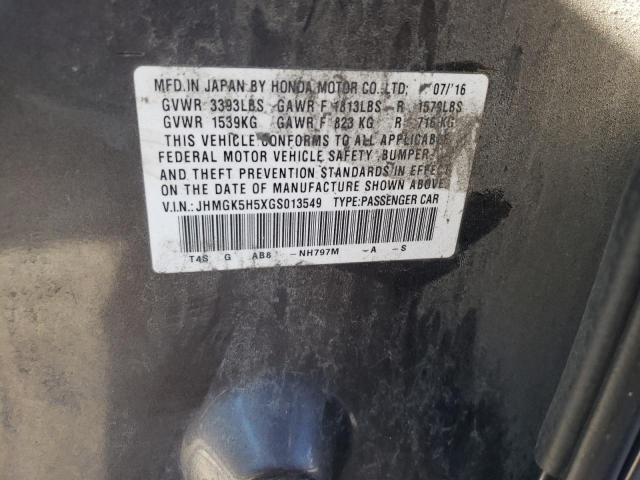 MFD.IN JAPAN BY HONDA MOTOR CO.,LTD; 07/'16
GVWR 3393LBS GAWR F 1813LBS R 1579LBS
GVWR 1539KG GAWR F 823 KG R 716 KG
THIS VEHICLE CONFORMS TO ALL APPLICABLE
FEDERAL MOTOR VEHICLE SAFETY, BUMPER
AND THEFT PREVENTION STANDARDS IN EFFECT
ON THE DATE OF MANUFACTURE SHOWN ABOVE
V.I.N.: JHMGK5H5XGS013549 TYPE:PASSENGER CAR
T4S G AB8 -NH797M -A -S